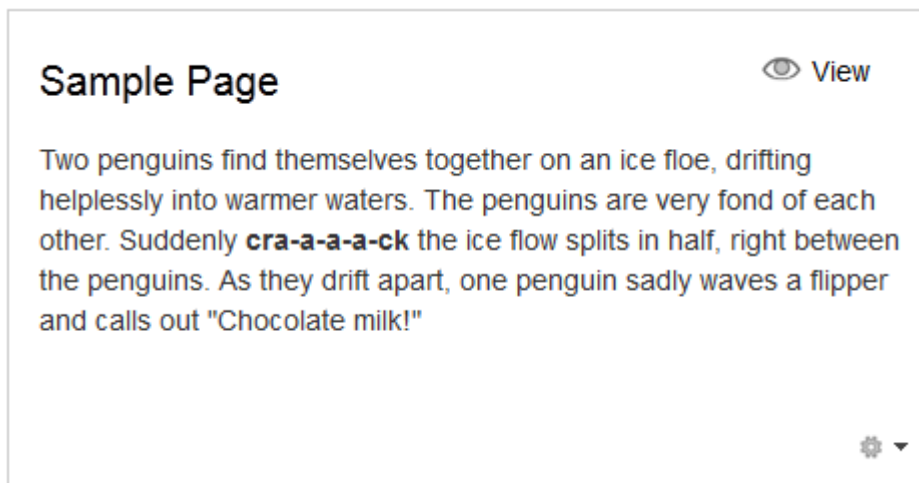 Sample Page
View
Two penguins find themselves together on an ice floe, drifting
helplessly into warmer waters. The penguins are very fond of each
other. Suddenly cra-a-a-a-ck the ice flow splits in half, right between
the penguins. As they drift apart, one penguin sadly waves a flipper
and calls out "Chocolate milk!"